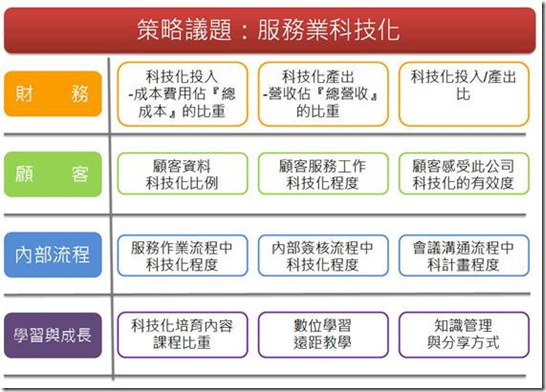 策略議題：服務業科技化
財 務
科技化投入
-成本費用佔『總
成本』的比重
科技化產出
-營收佔『總營收』
的比重
科技化投入/產出
比
顧 客
顧客資料
科技化比例
顧客服務工作
科技化程度
顧客感受此公司
科技化的有效度
內部流程
服務作業流程中
科技化程度
內部簽核流程中
科技化程度
會議溝通流程中
科計畫程度
學習與成長
科技化培育內容
課程比重
數位學習
遠距教學
知識管理
與分享方式